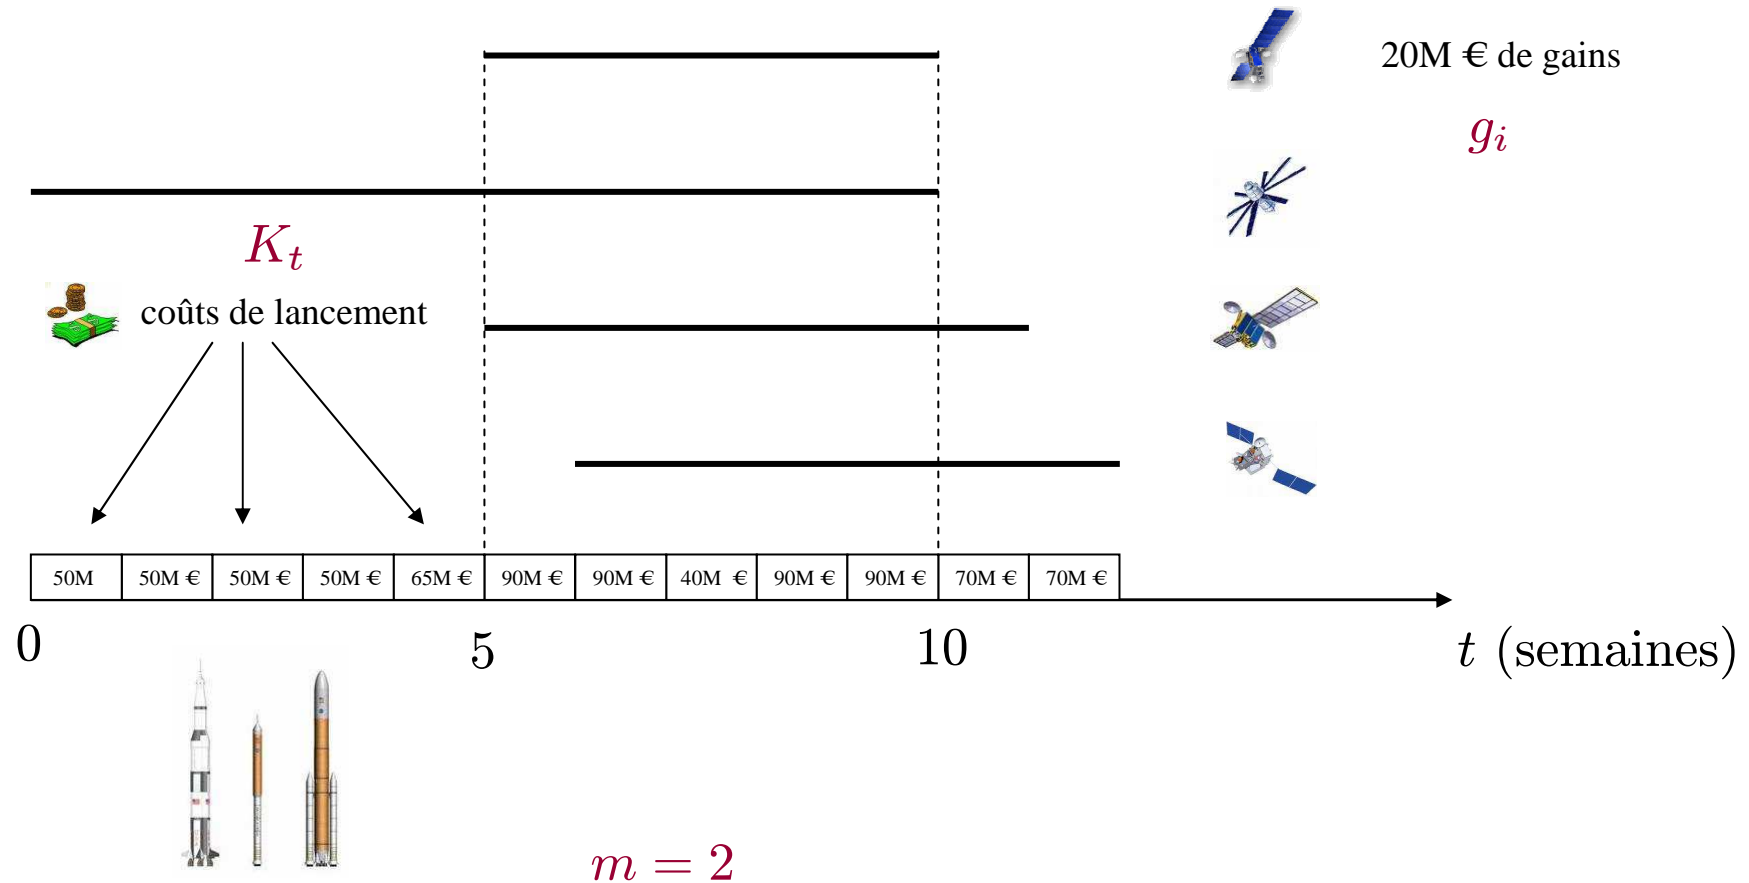 20M € de gains
g_i
K_t
coûts de lancement
50M 50M € 50M € 50M € 65M € 90M € 90M € 40M € 90M € 90M € 70M € 70M €
0 5 10 t (semaines)
m = 2